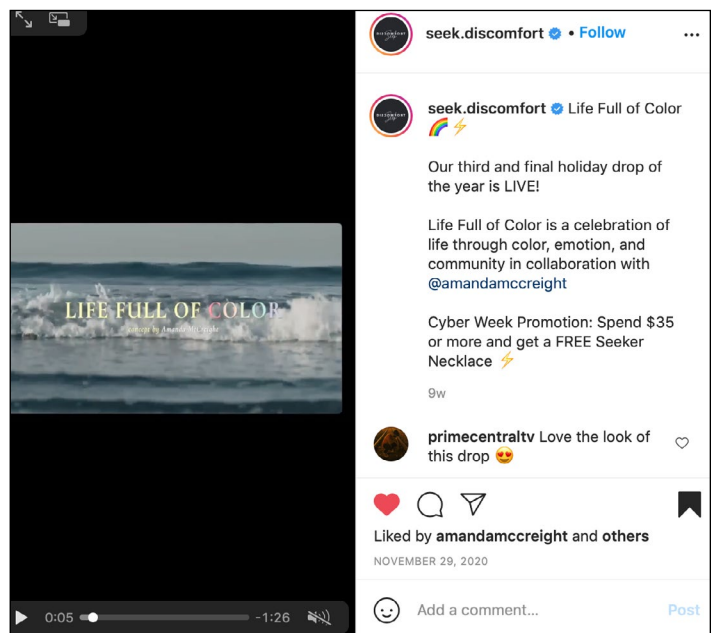 seek.discomfort • Follow
seek.discomfort Life Full of Color
🌈⚡
Our third and final holiday drop of
the year is LIVE!
Life Full of Color is a celebration of
life through color, emotion, and
community in collaboration with
@amandamccreight
Cyber Week Promotion: Spend $35
or more and get a FREE Seeker
Necklace ⚡
9w
primecentraltv Love the look of
this drop 😍
Liked by amandamccreight and others
NOVEMBER 29, 2020
Add a comment... Post
LIFE FULL OF COLOR
concept by Amanda
0:05 -1:26